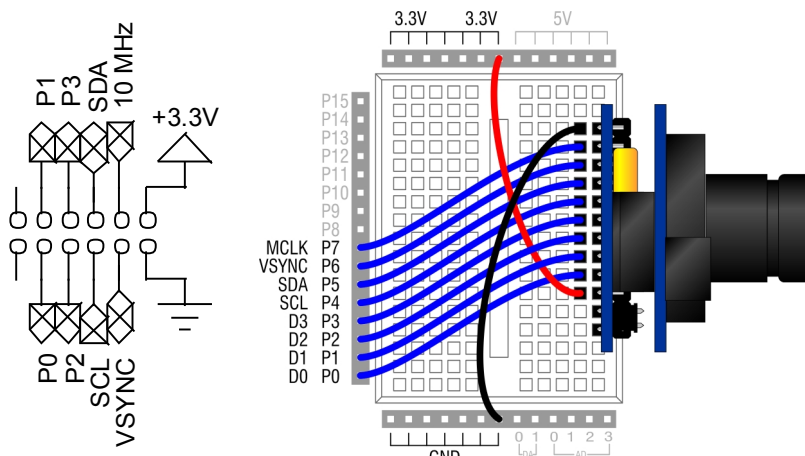 P1
P3
SDA
10 MHz
+3.3V
P0
P2
SCL
VSYNC
3.3V 3.3V 5V
P15
P14
P13
P12
P11
P10
P9
P8
MCLK P7
VSYNC P6
SDA P5
SCL P4
D3 P3
D2 P2
D1 P1
D0 P0
0 1 0 1 2 3
GND DA AD